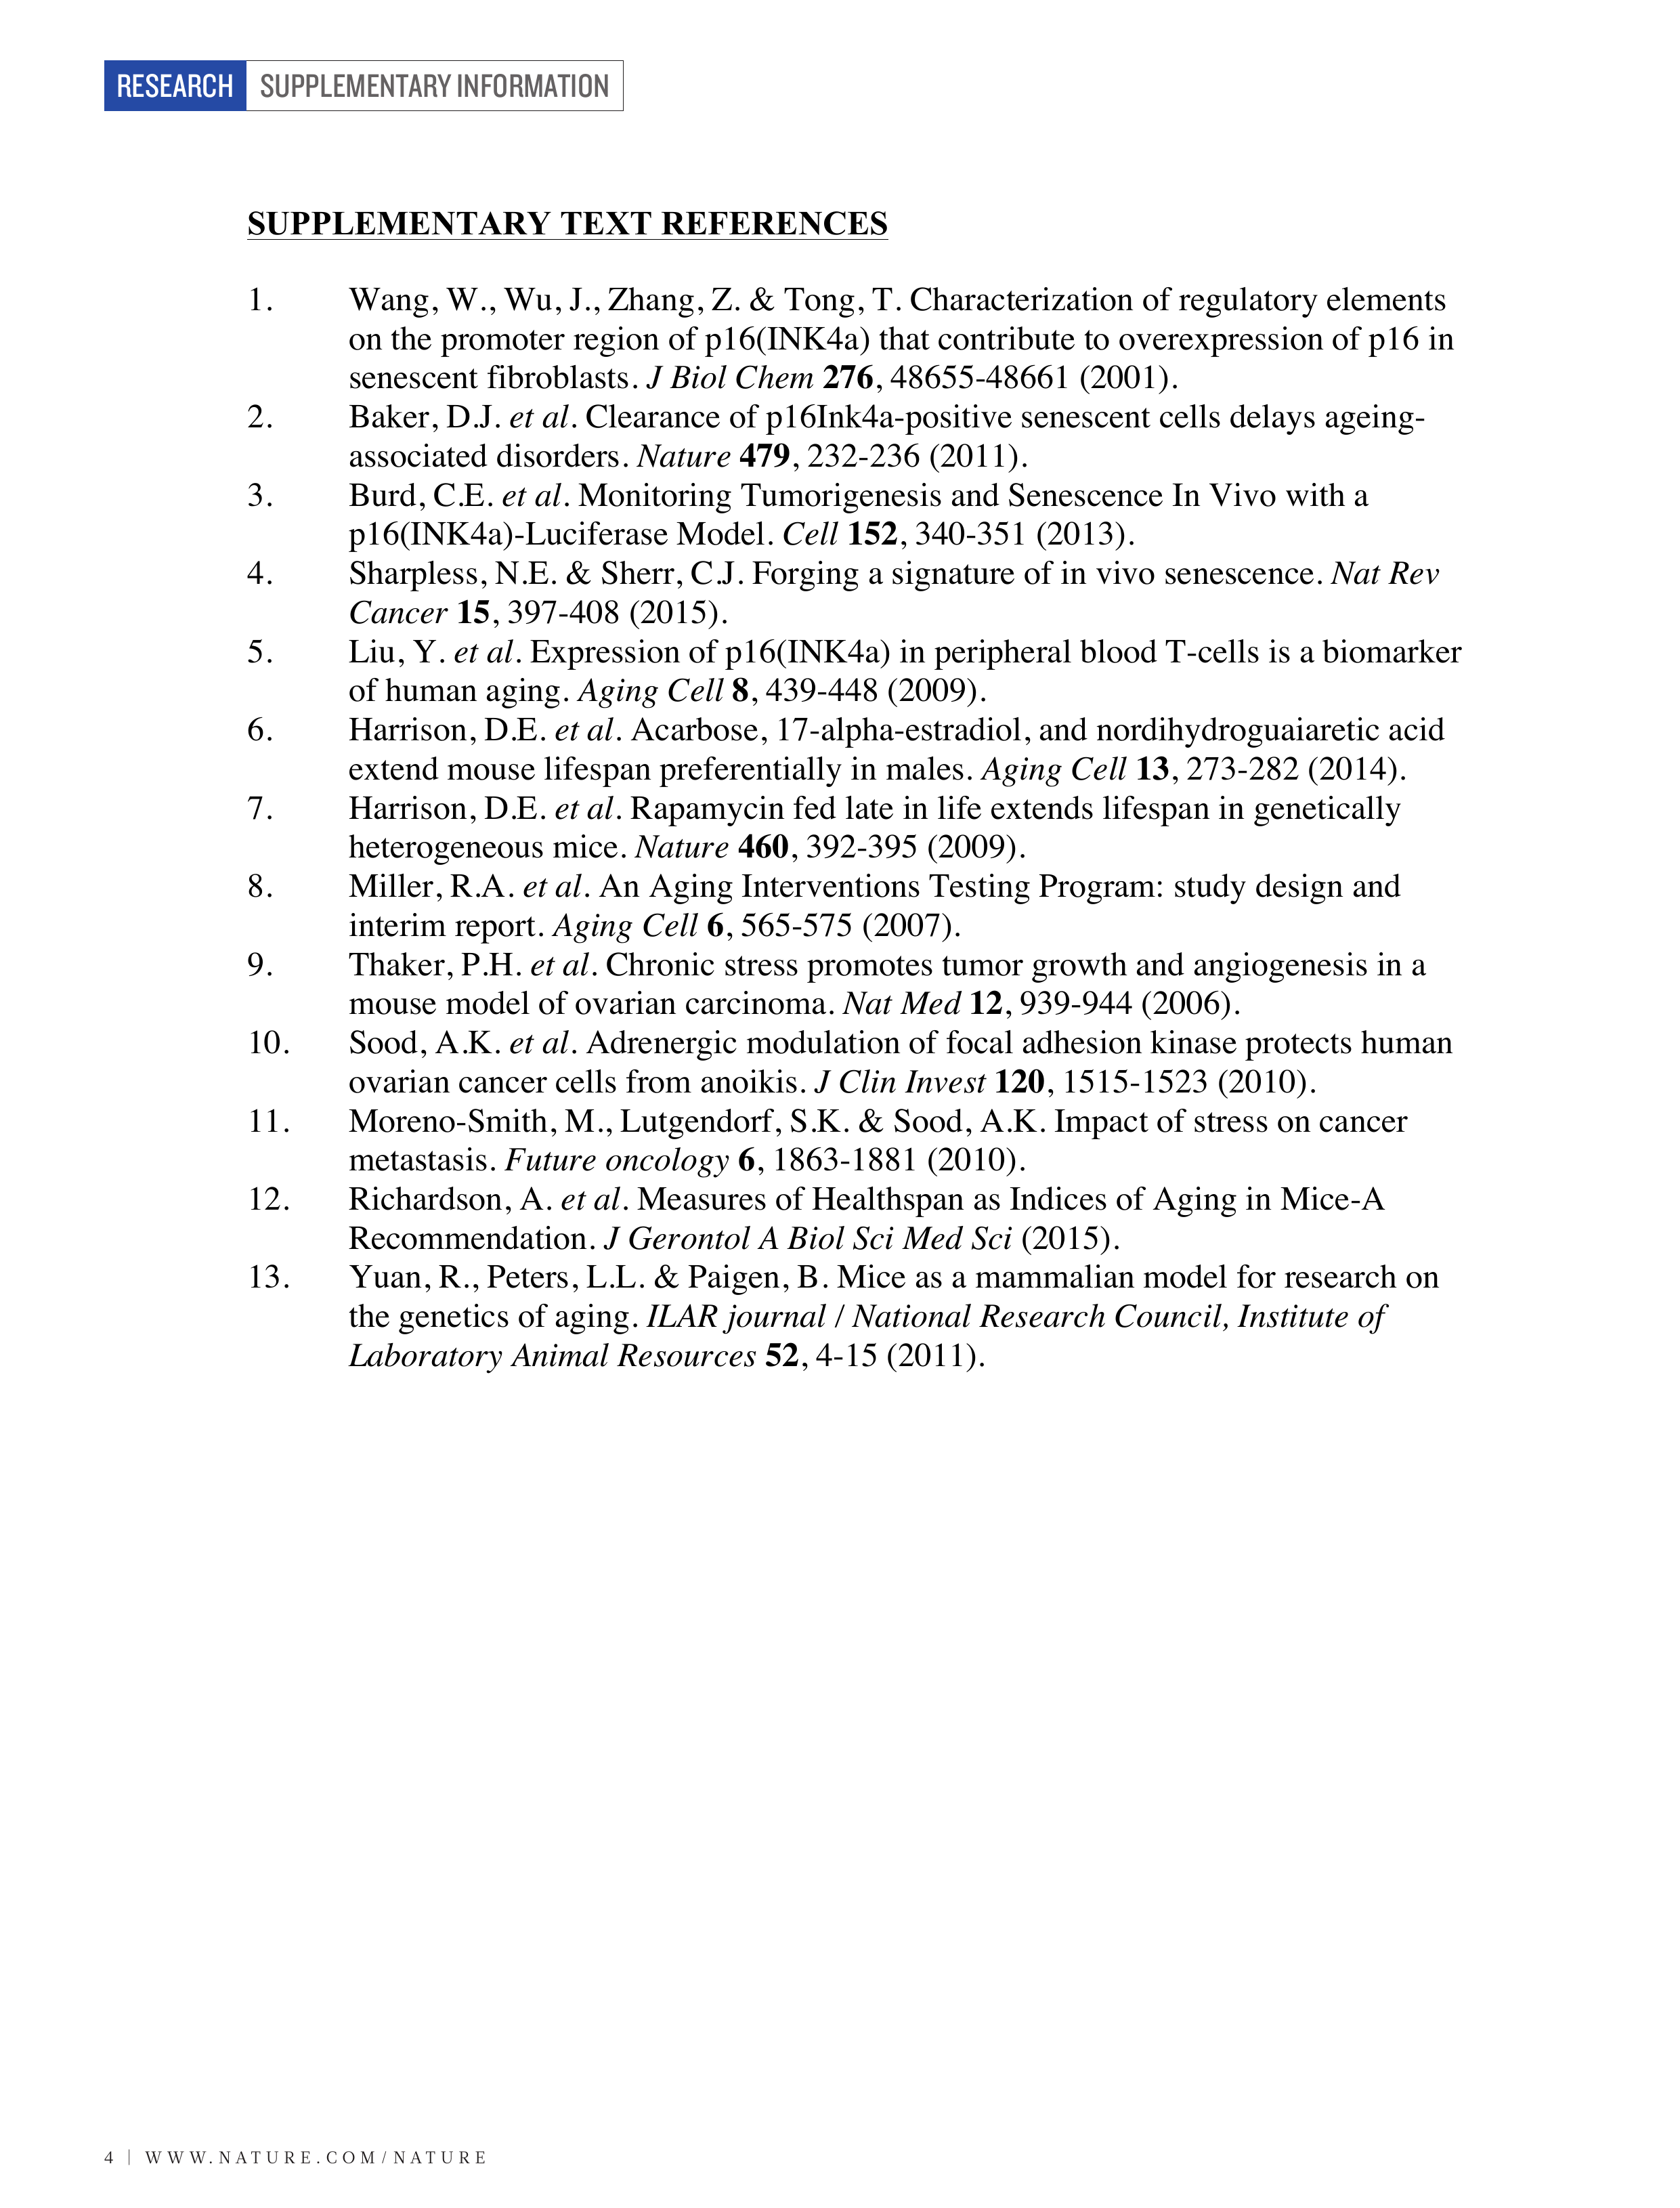 RESEARCH SUPPLEMENTARY INFORMATION
SUPPLEMENTARY TEXT REFERENCES
1. Wang, W., Wu, J., Zhang, Z. & Tong, T. Characterization of regulatory elements
on the promoter region of p16(INK4a) that contribute to overexpression of p16 in
senescent fibroblasts. J Biol Chem 276, 48655-48661 (2001).
2. Baker, D.J. et al. Clearance of p16Ink4a-positive senescent cells delays ageing-
associated disorders. Nature 479, 232-236 (2011).
3. Burd, C.E. et al. Monitoring Tumorigenesis and Senescence In Vivo with a
p16(INK4a)-Luciferase Model. Cell 152, 340-351 (2013).
4. Sharpless, N.E. & Sherr, C.J. Forging a signature of in vivo senescence. Nat Rev
Cancer 15, 397-408 (2015).
5. Liu, Y. et al. Expression of p16(INK4a) in peripheral blood T-cells is a biomarker
of human aging. Aging Cell 8, 439-448 (2009).
6. Harrison, D.E. et al. Acarbose, 17-alpha-estradiol, and nordihydroguaiaretic acid
extend mouse lifespan preferentially in males. Aging Cell 13, 273-282 (2014).
7. Harrison, D.E. et al. Rapamycin fed late in life extends lifespan in genetically
heterogeneous mice. Nature 460, 392-395 (2009).
8. Miller, R.A. et al. An Aging Interventions Testing Program: study design and
interim report. Aging Cell 6, 565-575 (2007).
9. Thaker, P.H. et al. Chronic stress promotes tumor growth and angiogenesis in a
mouse model of ovarian carcinoma. Nat Med 12, 939-944 (2006).
10. Sood, A.K. et al. Adrenergic modulation of focal adhesion kinase protects human
ovarian cancer cells from anoikis. J Clin Invest 120, 1515-1523 (2010).
11. Moreno-Smith, M., Lutgendorf, S.K. & Sood, A.K. Impact of stress on cancer
metastasis. Future oncology 6, 1863-1881 (2010).
12. Richardson, A. et al. Measures of Healthspan as Indices of Aging in Mice-A
Recommendation. J Gerontol A Biol Sci Med Sci (2015).
13. Yuan, R., Peters, L.L. & Paigen, B. Mice as a mammalian model for research on
the genetics of aging. ILAR journal / National Research Council, Institute of
Laboratory Animal Resources 52, 4-15 (2011).
4 | WWW.NATURE.COM/NATURE